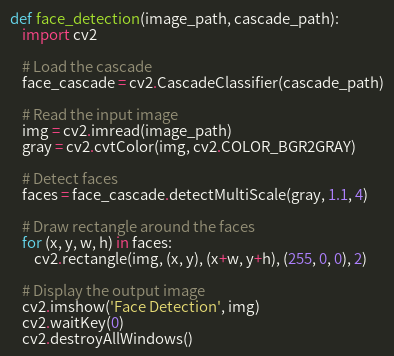 def face_detection(image_path, cascade_path):
    import cv2

    # Load the cascade
    face_cascade = cv2.CascadeClassifier(cascade_path)

    # Read the input image
    img = cv2.imread(image_path)
    gray = cv2.cvtColor(img, cv2.COLOR_BGR2GRAY)

    # Detect faces
    faces = face_cascade.detectMultiScale(gray, 1.1, 4)

    # Draw rectangle around the faces
    for (x, y, w, h) in faces:
        cv2.rectangle(img, (x, y), (x+w, y+h), (255, 0, 0), 2)

    # Display the output image
    cv2.imshow('Face Detection', img)
    cv2.waitKey(0)
    cv2.destroyAllWindows()